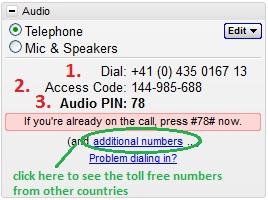 Audio
Telephone
Edit
Mic & Speakers
1. Dial: +41 (0) 435 0167 13
2. Access Code: 144-985-688
3. Audio PIN: 78
If you're already on the call, press #78# now.
(and additional numbers ...
Problem dialing in?
click here to see the toll free numbers
from other countries